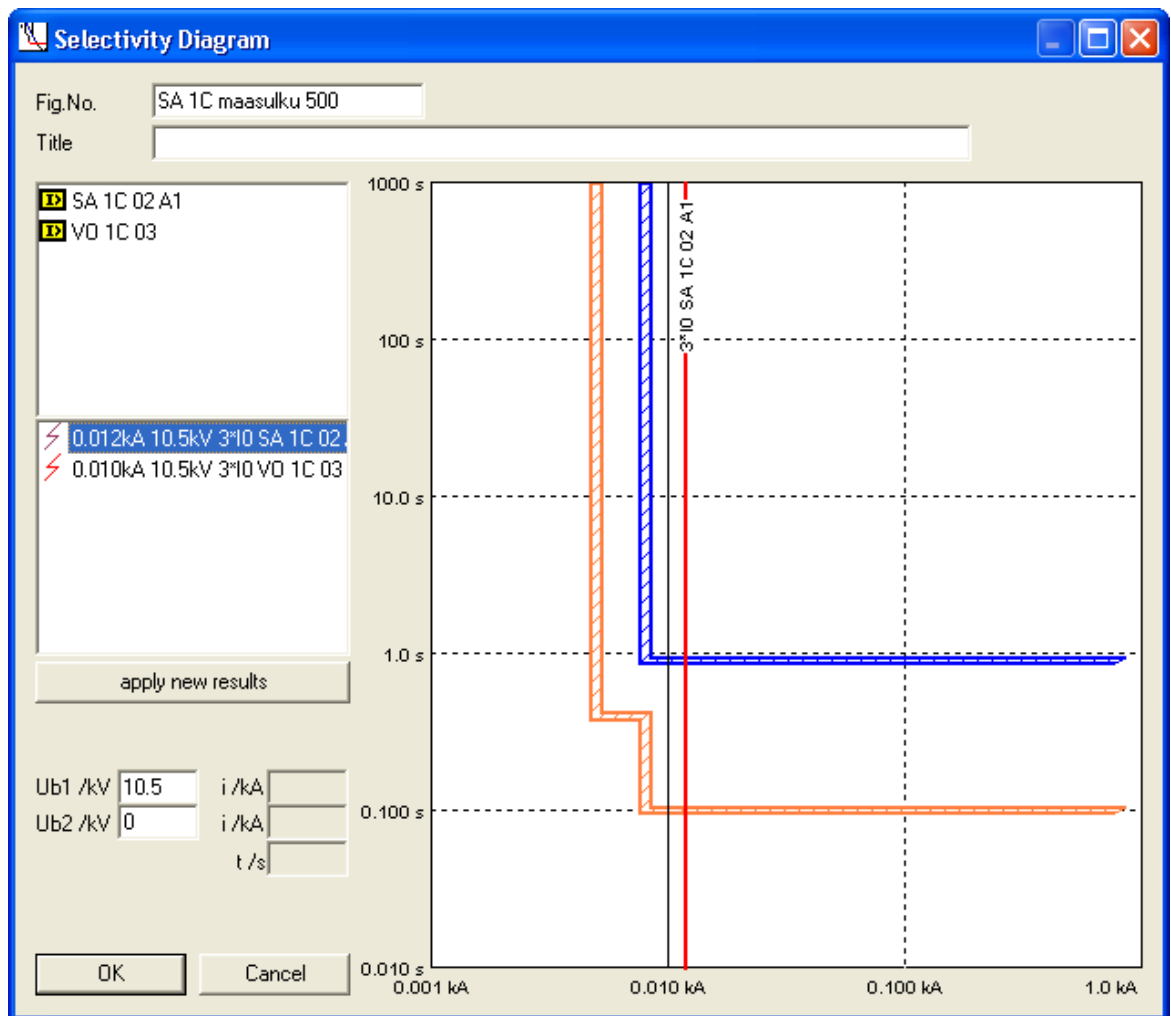 Selectivity Diagram
Fig.No. SA 1C maasulku 500
Title
SA 1C 02 A1
VO 1C 03
0.012kA 10.5kV 3*I0 SA 1C 02
0.010kA 10.5kV 3*I0 VO 1C 03
apply new results
Ub1 /kV 10.5 i /kA
Ub2 /kV 0 i /kA
t /s
OK Cancel
1000 s
100 s
10.0 s
1.0 s
0.100 s
0.010 s
0.001 kA 0.010 kA 0.100 kA 1.0 kA
3*I0 SA 1C 02 A1